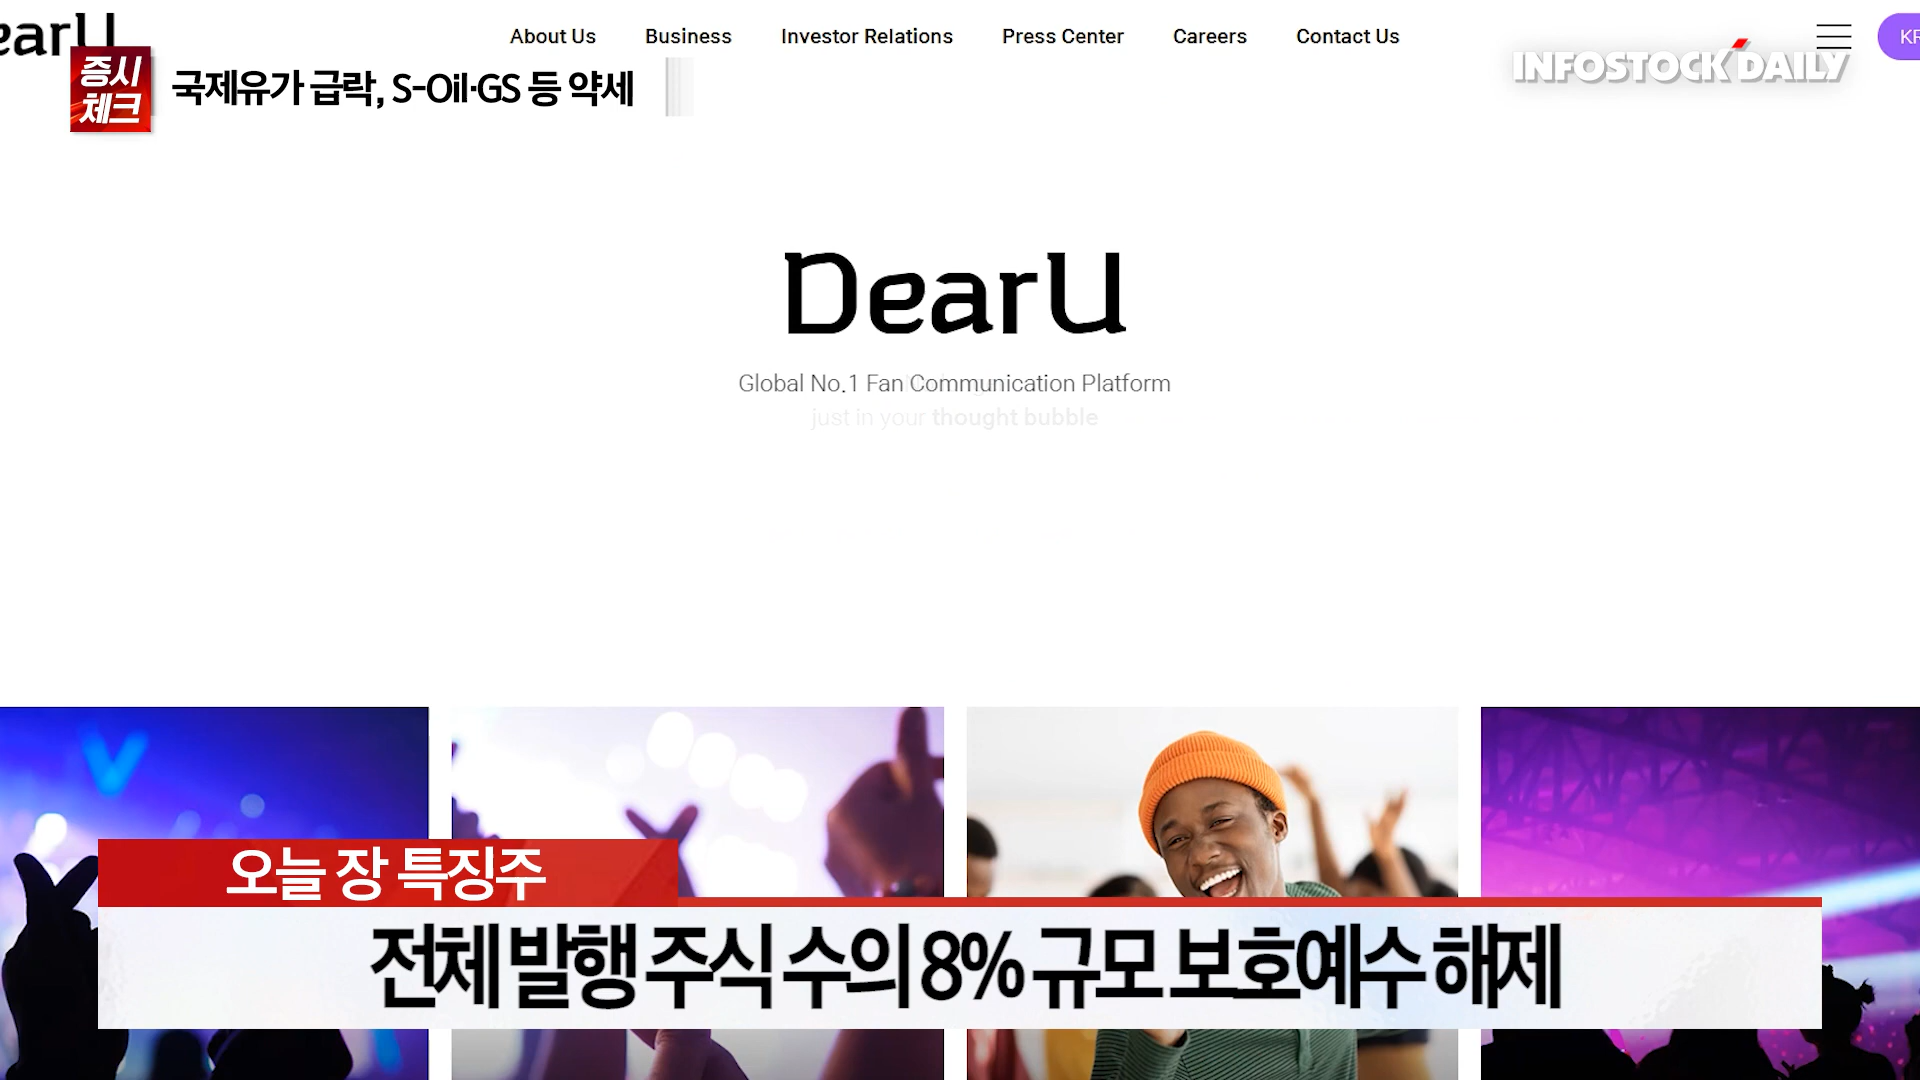 earU
About Us
Business
Investor Relations
Press Center
Careers
Contact Us
KR
증시
체크
국제유가 급락, S-Oil·GS 등 약세
INFOSTOCK DAILY
DearU
Global No.1 Fan Communication Platform
just in your thought bubble
오늘 장 특징주
전체 발행 주식 수의 8% 규모 보호예수 해제